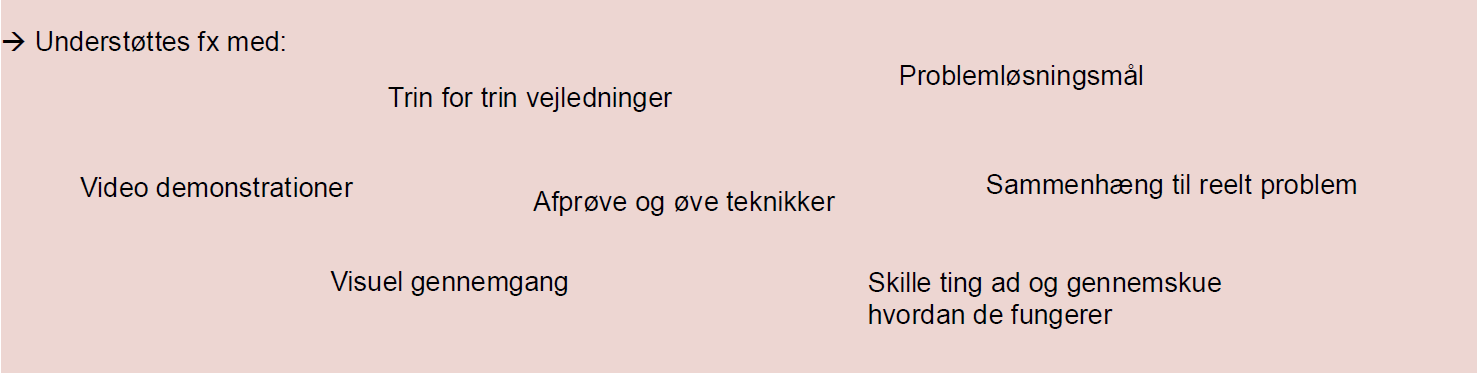 → Understøttes fx med:
Problemløsningsmål
Trin for trin vejledninger
Video demonstrationer
Afprøve og øve teknikker
Sammenhæng til reelt problem
Visuel gennemgang
Skille ting ad og gennemskue
hvordan de fungerer